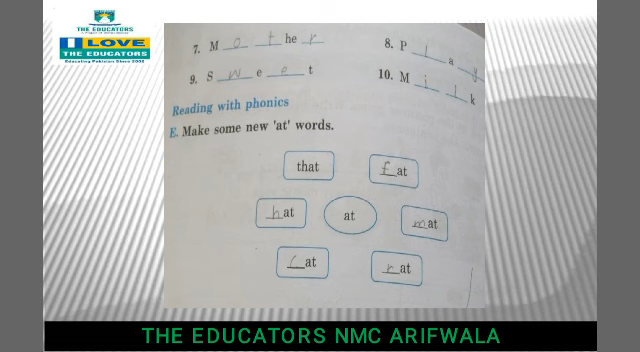 THE EDUCATORS
I LOVE
THE EDUCATORS
Educating Pakistan Since 2002
7. M o t he r
8. P l a y
9. S w e e t
10. M i l k
Reading with phonics
E. Make some new 'at' words.
that
f at
h at
at
m at
at
r at
THE EDUCATORS NMC ARIFWALA